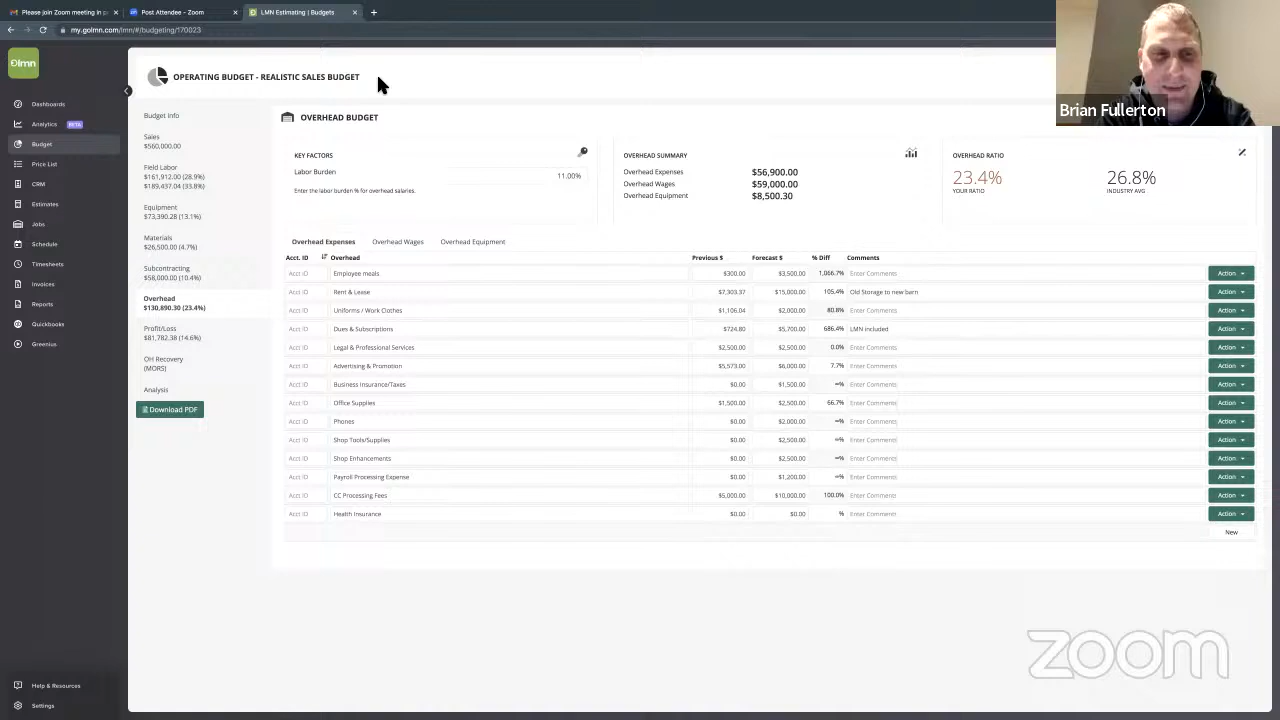 Please join Zoom meeting in p
Post Attendee - Zoom
LMN Estimating | Budgets
my.golmn.com/lmn/#/budgeting/170023
lmn
Dashboards
Analytics BETA
Budget
Price List
CRM
Estimates
Jobs
Schedule
Timesheets
Invoices
Reports
Quickbooks
Greenius
Help & Resources
Settings
OPERATING BUDGET - REALISTIC SALES BUDGET
Budget Info
Sales
$560,000.00
Field Labor
$161,912.00 (28.9%)
$189,437.04 (33.8%)
Equipment
$73,390.28 (13.1%)
Materials
$26,500.00 (4.7%)
Subcontracting
$58,000.00 (10.4%)
Overhead
$130,890.30 (23.4%)
Profit/Loss
$81,782.38 (14.6%)
OH Recovery
(MORS)
Analysis
Download PDF
OVERHEAD BUDGET
KEY FACTORS
Labor Burden 11.00%
Enter the labor burden % for overhead salaries.
OVERHEAD SUMMARY
Overhead Expenses $56,900.00
Overhead Wages $59,000.00
Overhead Equipment $8,500.30
OVERHEAD RATIO
23.4% 26.8%
YOUR RATIO INDUSTRY AVG
Overhead Expenses Overhead Wages Overhead Equipment
Acct. ID Overhead Previous $ Forecast $ % Diff Comments
Acct ID Employee meals $300.00 $3,500.00 1,066.7% Enter Comments Action
Acct ID Rent & Lease $7,303.37 $15,000.00 105.4% Old Storage to new barn Action
Acct ID Uniforms / Work Clothes $1,106.04 $2,000.00 80.8% Enter Comments Action
Acct ID Dues & Subscriptions $724.80 $5,700.00 686.4% LMN included Action
Acct ID Legal & Professional Services $2,500.00 $2,500.00 0.0% Enter Comments Action
Acct ID Advertising & Promotion $5,573.00 $6,000.00 7.7% Enter Comments Action
Acct ID Business Insurance/Taxes $0.00 $1,500.00 ∞% Enter Comments Action
Acct ID Office Supplies $1,500.00 $2,500.00 66.7% Enter Comments Action
Acct ID Phones $0.00 $2,000.00 ∞% Enter Comments Action
Acct ID Shop Tools/Supplies $0.00 $2,500.00 ∞% Enter Comments Action
Acct ID Shop Enhancements $0.00 $2,500.00 ∞% Enter Comments Action
Acct ID Payroll Processing Expense $0.00 $1,200.00 ∞% Enter Comments Action
Acct ID CC Processing Fees $5,000.00 $10,000.00 100.0% Enter Comments Action
Acct ID Health Insurance $0.00 $0.00 % Enter Comments Action
New
Brian Fullerton
zoom